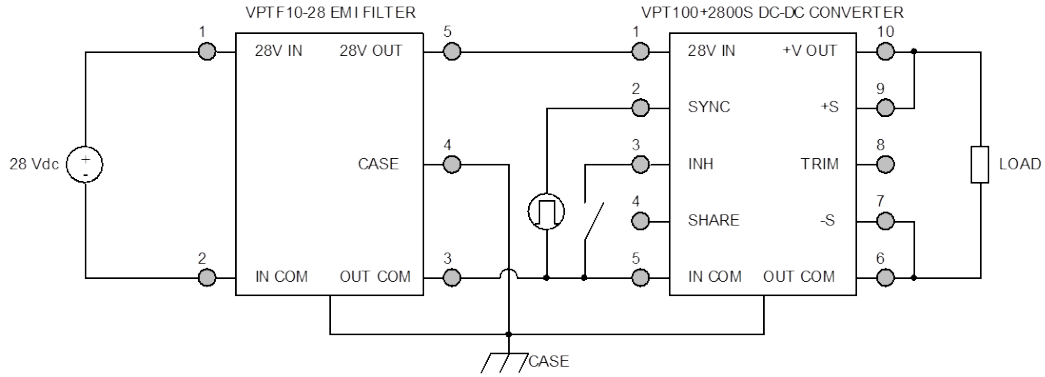 VPTF10-28 EMI FILTER
VPT100+2800S DC-DC CONVERTER
1
5
1
10
28V IN
28V OUT
28V IN
+V OUT
2
9
SYNC
+S
4
3
8
28 Vdc
+
-
CASE
INH
TRIM
LOAD
4
7
SHARE
-S
2
3
5
6
IN COM
OUT COM
IN COM
OUT COM
CASE